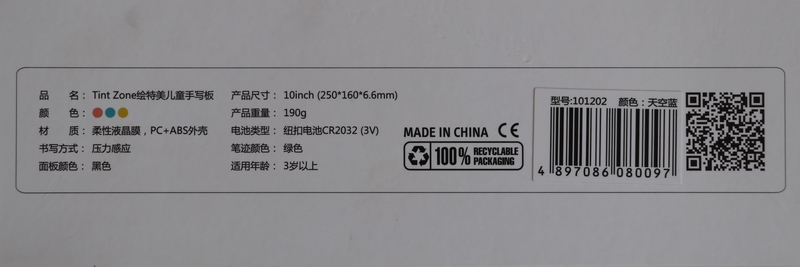 品 名：Tint Zone绘特美儿童手写板
颜 色：
材 质：柔性液晶膜，PC+ABS外壳
书写方式：压力感应
面板颜色：黑色
产品尺寸：10inch (250*160*6.6mm)
产品重量：190g
电池类型：纽扣电池CR2032 (3V)
笔迹颜色：绿色
适用年龄：3岁以上
MADE IN CHINA CE
100% RECYCLABLE
PACKAGING
型号:101202 颜色：天空蓝
4 897086 080097